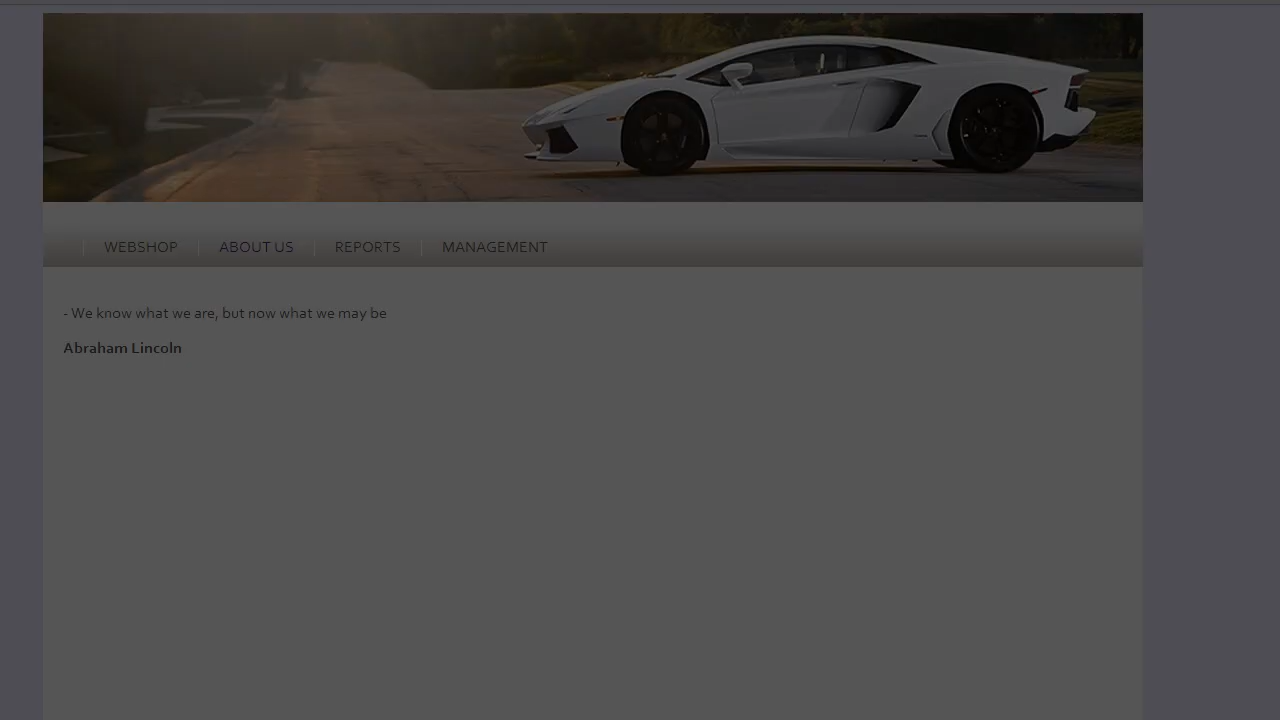 WEBSHOP
ABOUT US
REPORTS
MANAGEMENT
- We know what we are, but now what we may be
Abraham Lincoln